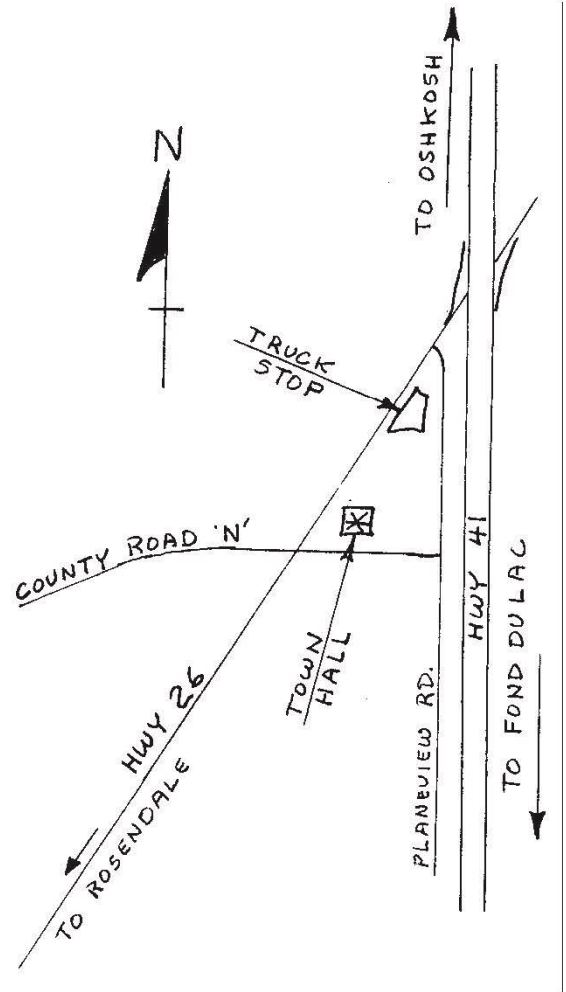 TO OSHKOSH
N
TRUCK
STOP
COUNTY ROAD 'N'
TOWN
HALL
HWY 41
HWY 26
TO ROSENDALE
PLANEVIEW RD.
TO FOND DULAC